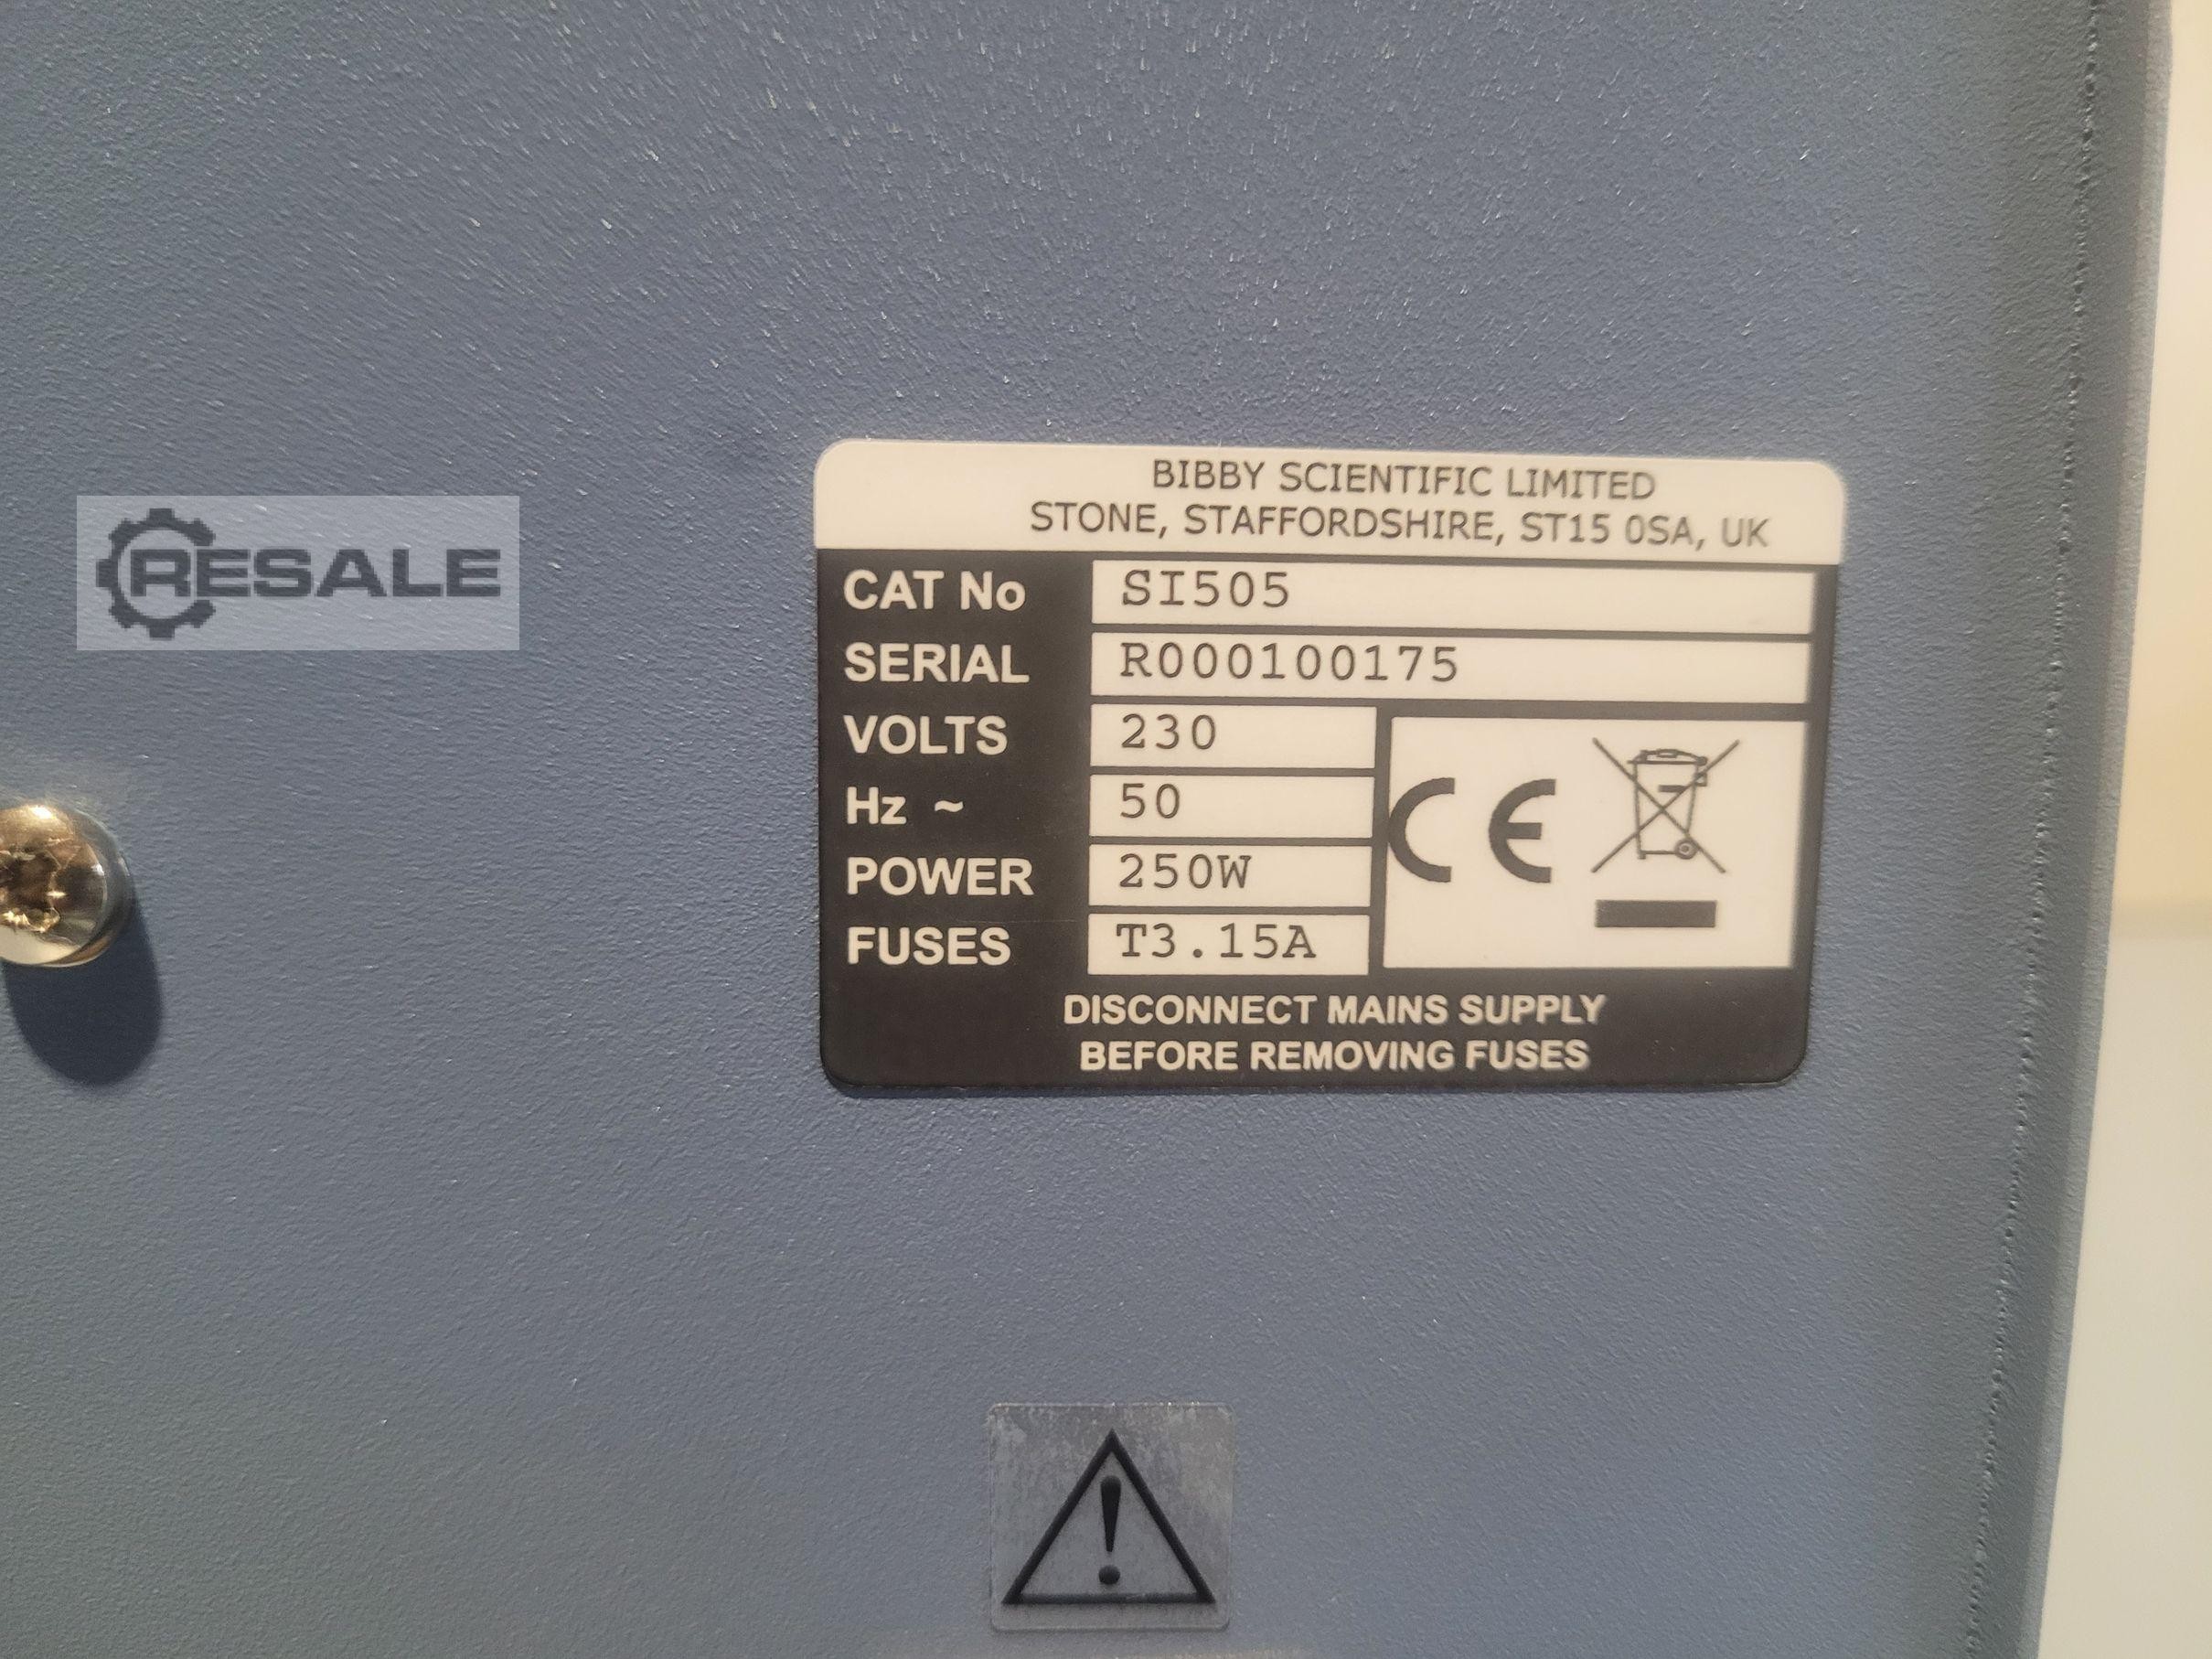 BIBBY SCIENTIFIC LIMITED
STONE, STAFFORDSHIRE, ST15 0SA, UK
CAT No SI505
SERIAL R000100175
VOLTS 230
Hz ~ 50
POWER 250W
FUSES T3.15A
CE
DISCONNECT MAINS SUPPLY
BEFORE REMOVING FUSES
RESALE
!